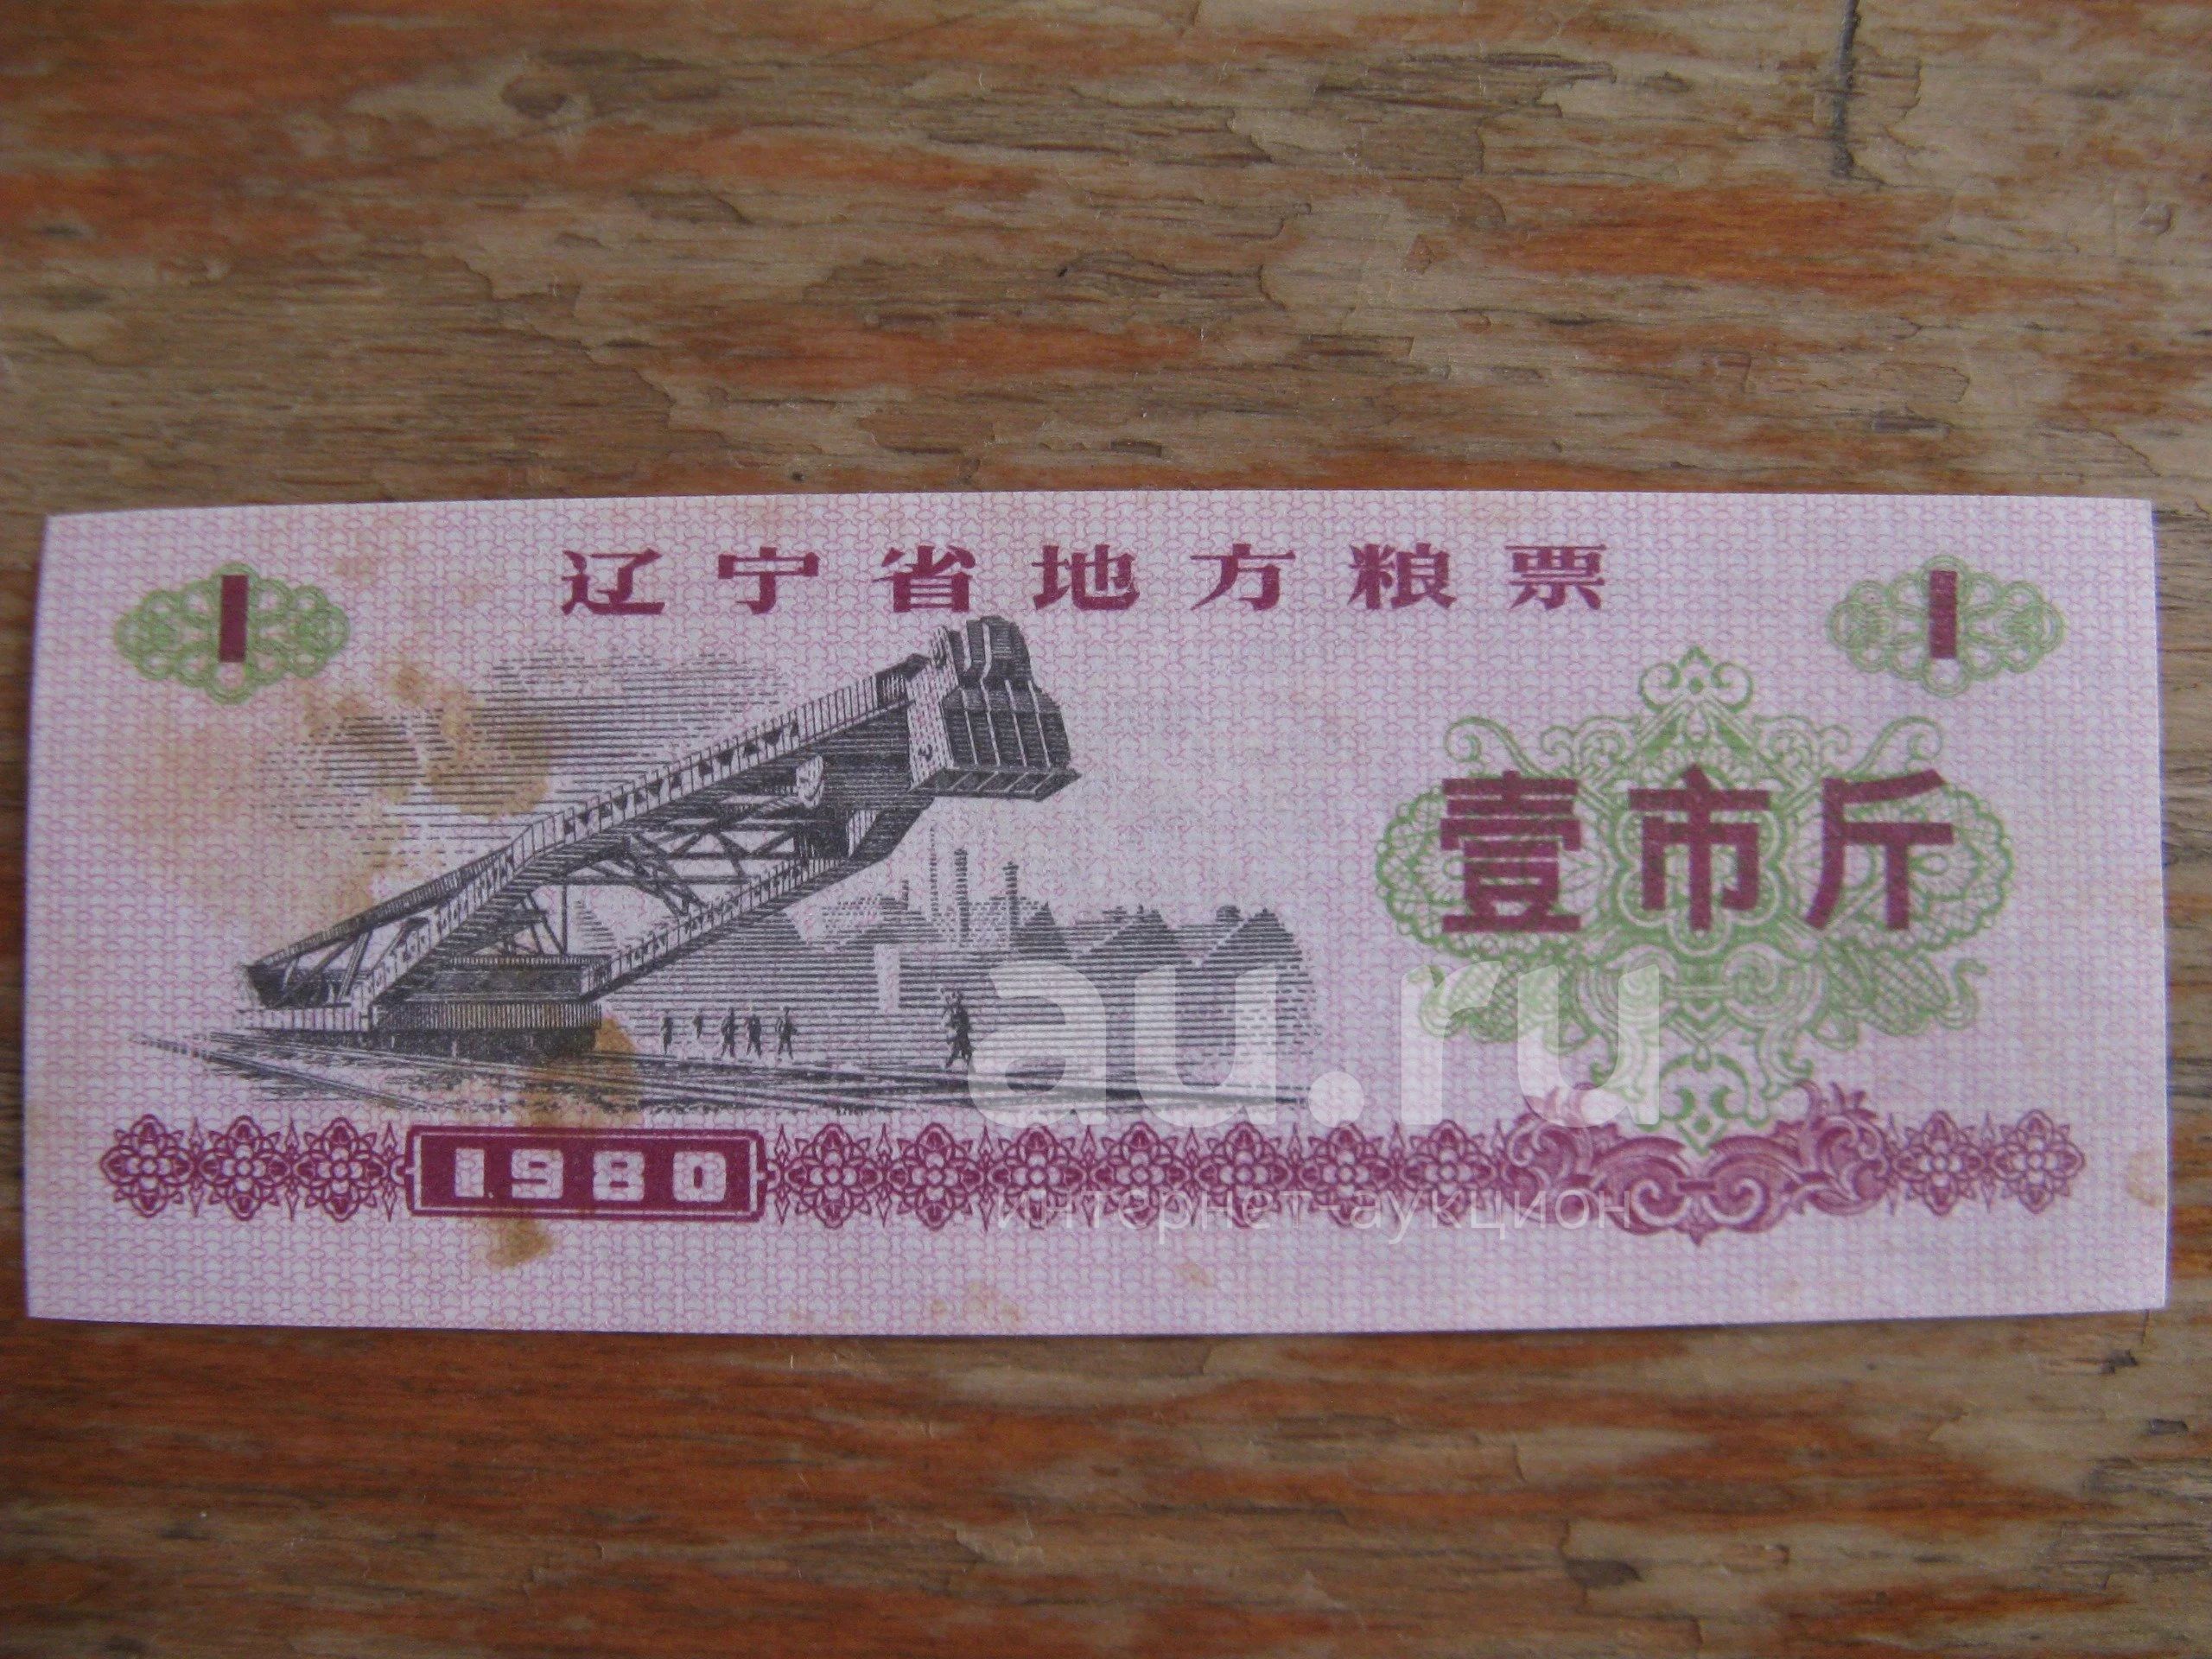 辽宁省地方粮票
1
1
壹市斤
au.ru
интернет-аукцион
1980